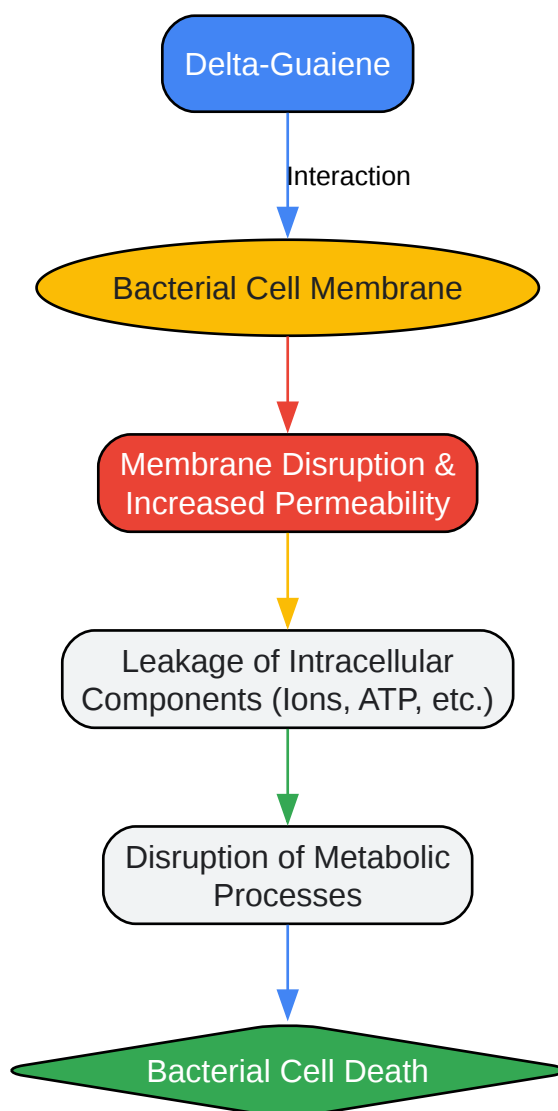 Delta-Guaiene
Interaction
Bacterial Cell Membrane
Membrane Disruption &
Increased Permeability
Leakage of Intracellular
Components (Ions, ATP, etc.)
Disruption of Metabolic
Processes
Bacterial Cell Death